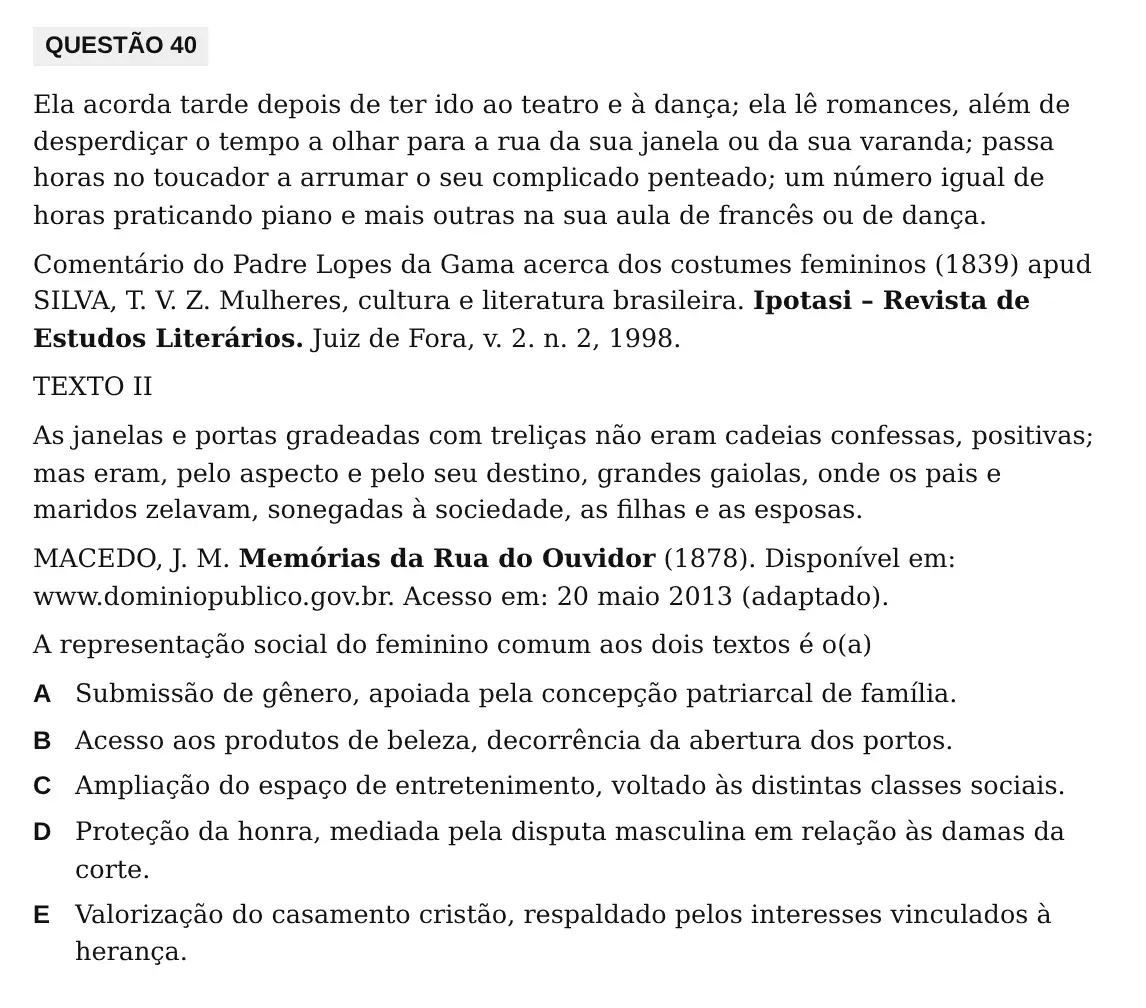 QUESTÃO 40
Ela acorda tarde depois de ter ido ao teatro e à dança; ela lê romances, além de
desperdiçar o tempo a olhar para a rua da sua janela ou da sua varanda; passa
horas no toucador a arrumar o seu complicado penteado; um número igual de
horas praticando piano e mais outras na sua aula de francês ou de dança.
Comentário do Padre Lopes da Gama acerca dos costumes femininos (1839) apud
SILVA, T. V. Z. Mulheres, cultura e literatura brasileira. Ipotasi – Revista de
Estudos Literários. Juiz de Fora, v. 2. n. 2, 1998.
TEXTO II
As janelas e portas gradeadas com treliças não eram cadeias confessas, positivas;
mas eram, pelo aspecto e pelo seu destino, grandes gaiolas, onde os pais e
maridos zelavam, sonegadas à sociedade, as filhas e as esposas.
MACEDO, J. M. Memórias da Rua do Ouvidor (1878). Disponível em:
www.dominiopublico.gov.br. Acesso em: 20 maio 2013 (adaptado).
A representação social do feminino comum aos dois textos é o(a)
A Submissão de gênero, apoiada pela concepção patriarcal de família.
B Acesso aos produtos de beleza, decorrência da abertura dos portos.
C Ampliação do espaço de entretenimento, voltado às distintas classes sociais.
D Proteção da honra, mediada pela disputa masculina em relação às damas da
corte.
E Valorização do casamento cristão, respaldado pelos interesses vinculados à
herança.